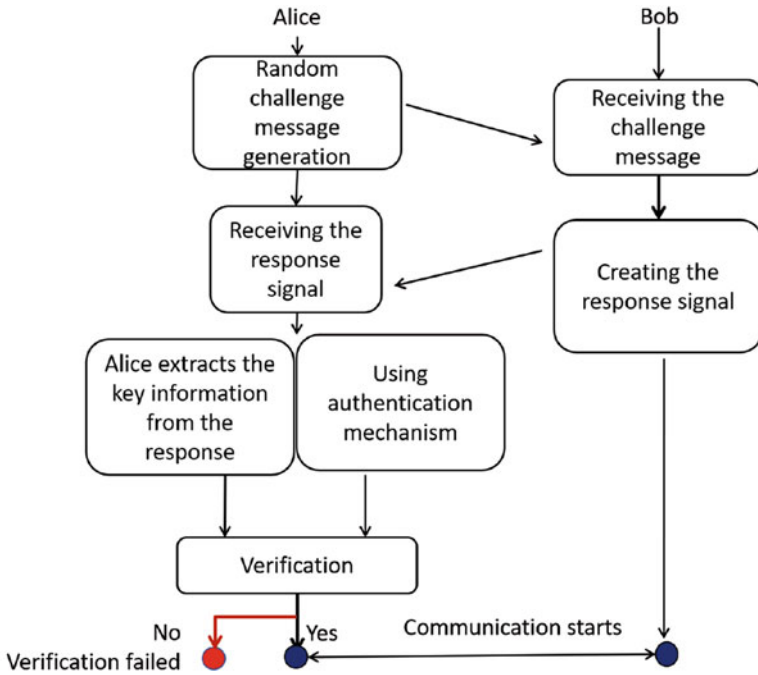 Alice
Bob
Random
challenge
message
generation
Receiving the
challenge
message
Receiving the
response
signal
Creating the
response signal
Alice extracts the
key information
from the
response
Using
authentication
mechanism
Verification
No
Yes
Communication starts
Verification failed